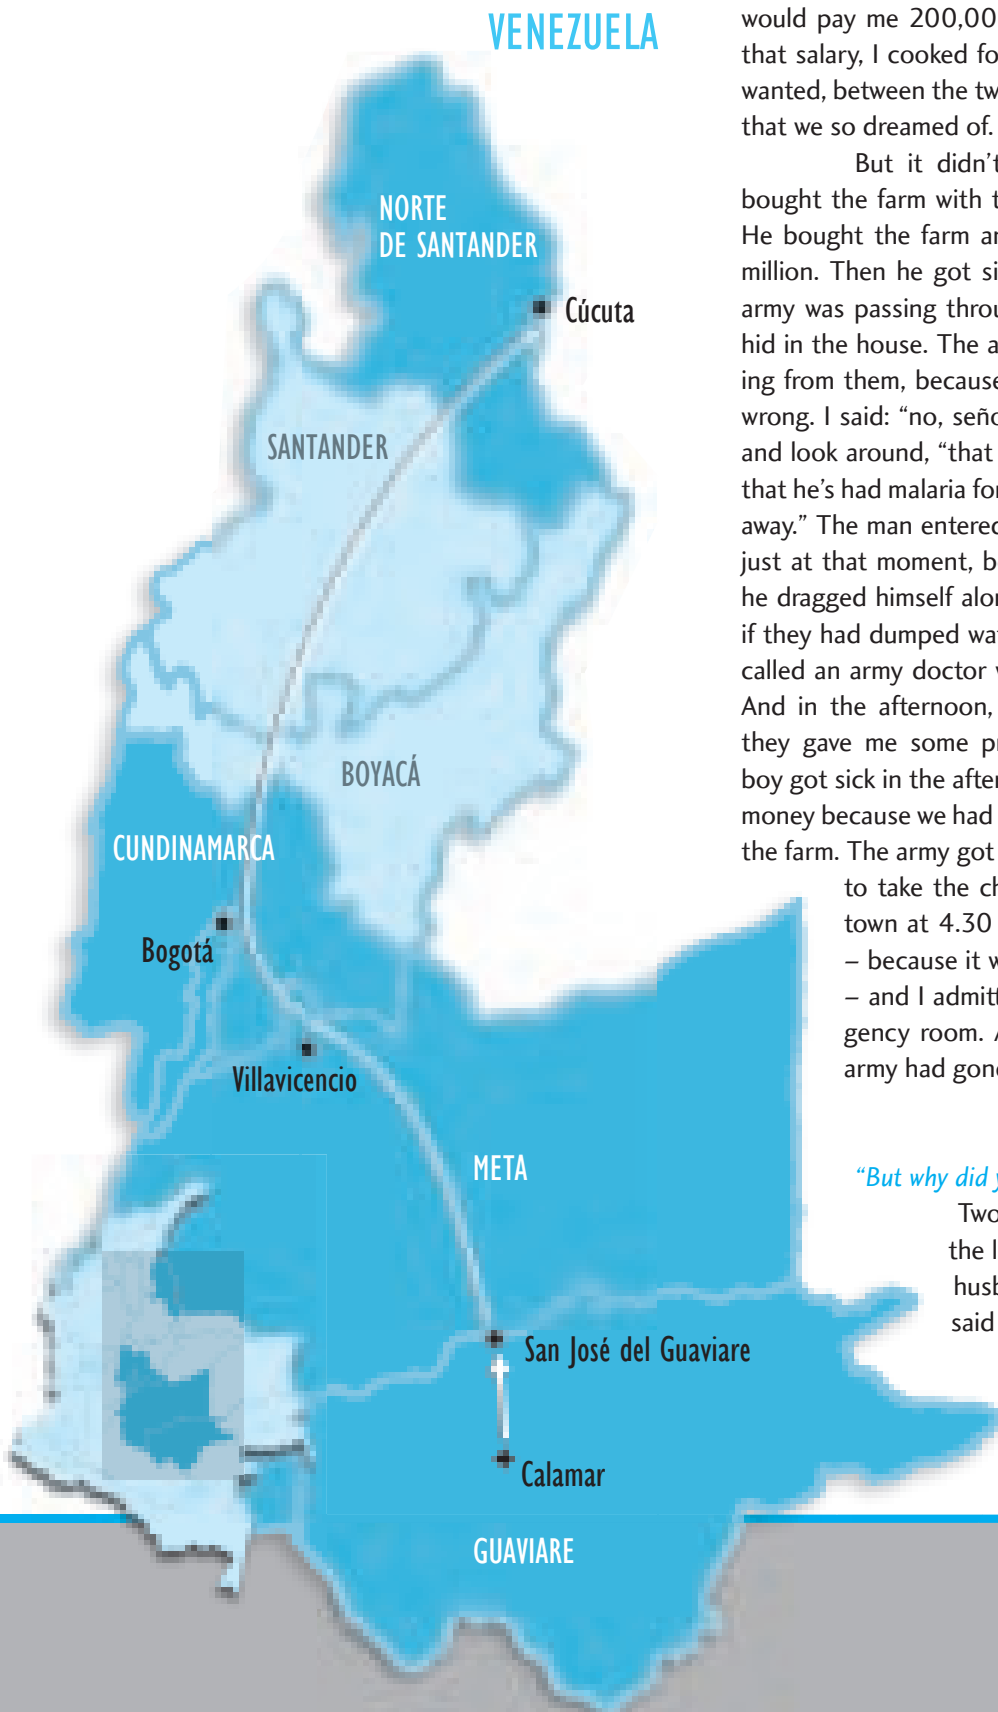 VENEZUELA
NORTE
DE SANTANDER
Cúcuta
SANTANDER
BOYACÁ
CUNDINAMARCA
Bogotá
Villavicencio
META
San José del Guaviare
Calamar
GUAVIARE
would pay me 200,00
that salary, I cooked fo
wanted, between the tw
that we so dreamed of.
But it didn’t
bought the farm with t
He bought the farm ar
million. Then he got si
army was passing throu
hid in the house. The a
ing from them, because
wrong. I said: “no, seño
and look around, “that
that he’s had malaria for
away.” The man entered
just at that moment, b
he dragged himself alor
if they had dumped wat
called an army doctor v
And in the afternoon,
they gave me some pr
boy got sick in the after
money because we had
the farm. The army got
to take the ch
town at 4.30
– because it w
– and I admitt
gency room. A
army had gone
“But why did y
Two
the l
husb
said